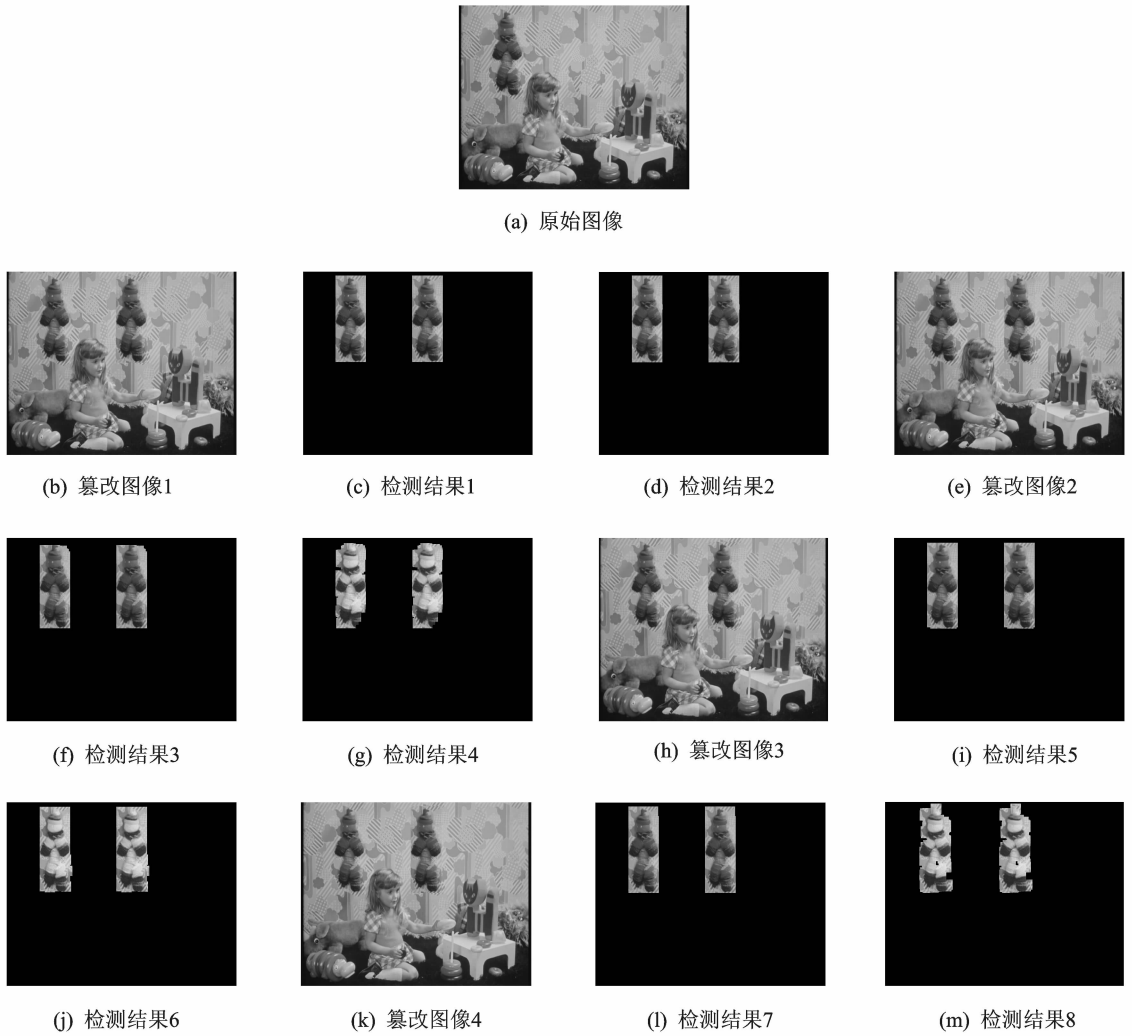 (a) 原始图像
(b) 篡改图像1
(c) 检测结果1
(d) 检测结果2
(e) 篡改图像2
(f) 检测结果3
(g) 检测结果4
(h) 篡改图像3
(i) 检测结果5
(j) 检测结果6
(k) 篡改图像4
(l) 检测结果7
(m) 检测结果8